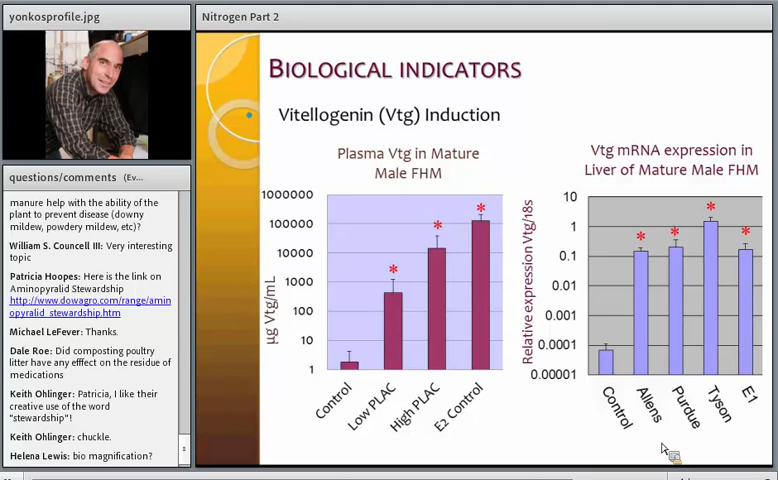 yonkosprofile.jpg
questions/comments (Ev...
manure help with the ability of the
plant to prevent disease (downy
mildew, powdery mildew, etc)?
William S. Councell III: Very interesting
topic
Patricia Hoopes: Here is the link on
Aminopyralid Stewardship
http://www.dowagro.com/range/amin
opyralid_stewardship.htm
Michael LeFever: Thanks.
Dale Roe: Did composting poultry
litter have any efffect on the residue of
medications
Keith Ohlinger: Patricia, I like their
creative use of the word
"stewardship"!
Keith Ohlinger: chuckle.
Helena Lewis: bio magnification?
Nitrogen Part 2
BIOLOGICAL INDICATORS
Vitellogenin (Vtg) Induction
Plasma Vtg in Mature
Male FHM
µg Vtg/mL
1000000
100000
10000
1000
100
10
1
*
*
*
Control
Low PLAC
High PLAC
E2 Control
Vtg mRNA expression in
Liver of Mature Male FHM
Relative expression Vtg/18s
10
1
0.1
0.01
0.001
0.0001
0.00001
*
*
*
*
Control
Allens
Purdue
Tyson
E1